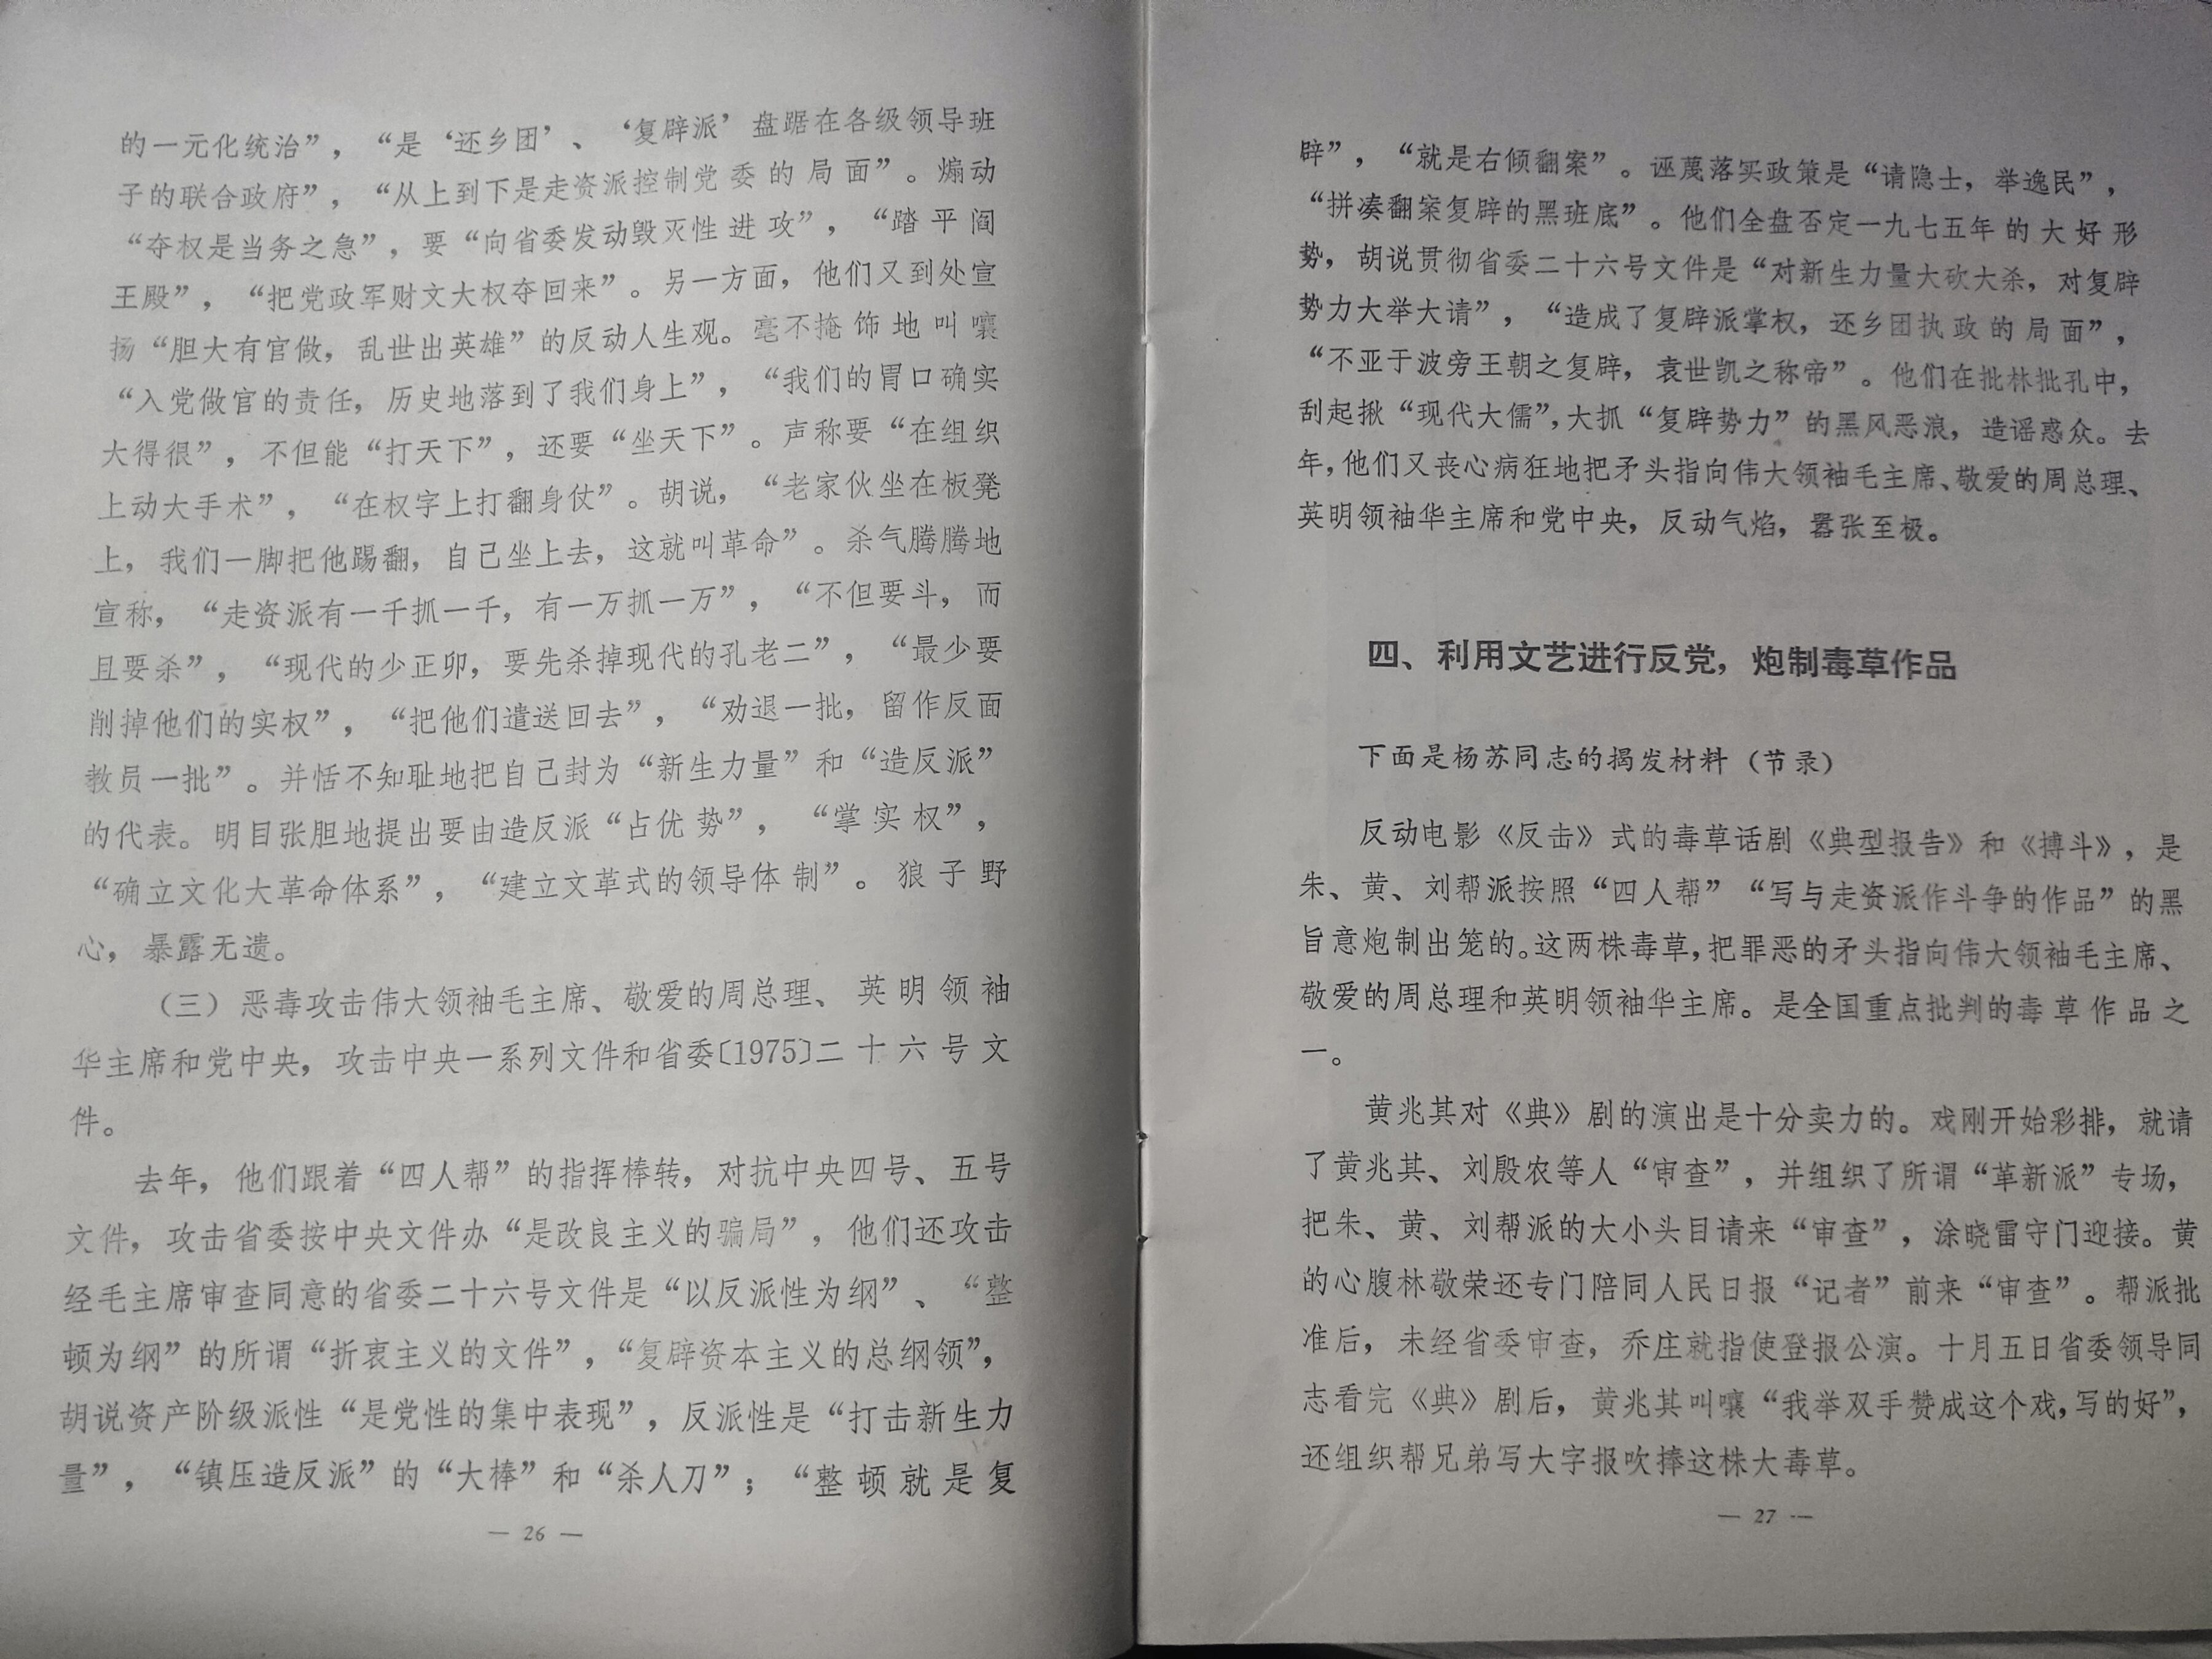 的一元化统治”，“是‘还乡团’、‘复辟派’盘踞在各级领导班
子的联合政府”，“从上到下是走资派控制党委的局面”。煽动
“夺权是当务之急”，要“向省委发动毁灭性进攻”，“踏平阎
王殿”，“把党政军财文大权夺回来”。另一方面，他们又到处宣
扬“胆大有官做，乱世出英雄”的反动人生观。毫不掩饰地叫嚷
“入党做官的责任，历史地落到了我们身上”，“我们的胃口确实
大得很”，不但能“打天下”，还要“坐天下”。声称要“在组织
上动大手术”，“在权字上打翻身仗”。胡说，“老家伙坐在板凳
上，我们一脚把他踢翻，自己坐上去，这就叫革命”。杀气腾腾地
宣称，“走资派有一千抓一千，有一万抓一万”，“不但要斗，而
且要杀”，“现代的少正卯，要先杀掉现代的孔老二”，“最少要
削掉他们的实权”，“把他们遣送回去”，“劝退一批，留作反面
教员一批”。并恬不知耻地把自己封为“新生力量”和“造反派”
的代表。明目张胆地提出要由造反派“占优势”，“掌实权”，
“确立文化大革命体系”，“建立文革式的领导体制”。狼子野
心，暴露无遗。
（三）恶毒攻击伟大领袖毛主席、敬爱的周总理、英明领袖
华主席和党中央，攻击中央一系列文件和省委〔1975〕二十六号文
件。
去年，他们跟着“四人帮”的指挥棒转，对抗中央四号、五号
文件，攻击省委按中央文件办“是改良主义的骗局”，他们还攻击
经毛主席审查同意的省委二十六号文件是“以反派性为纲”、“整
顿为纲”的所谓“折衷主义的文件”，“复辟资本主义的总纲领”，
胡说资产阶级派性“是党性的集中表现”，反派性是“打击新生力
量”，“镇压造反派”的“大棒”和“杀人刀”；“整顿就是复
— 26 —
辟”，“就是右倾翻案”。诬蔑落实政策是“请隐士，举逸民”，
“拼凑翻案复辟的黑班底”。他们全盘否定一九七五年的大好形
势，胡说贯彻省委二十六号文件是“对新生力量大砍大杀，对复辟
势力大举大请”，“造成了复辟派掌权，还乡团执政的局面”，
“不亚于波旁王朝之复辟，袁世凯之称帝”。他们在批林批孔中，
刮起揪“现代大儒”，大抓“复辟势力”的黑风恶浪，造谣惑众。去
年，他们又丧心病狂地把矛头指向伟大领袖毛主席、敬爱的周总理、
英明领袖华主席和党中央，反动气焰，嚣张至极。
四、利用文艺进行反党，炮制毒草作品
下面是杨苏同志的揭发材料（节录）
反动电影《反击》式的毒草话剧《典型报告》和《搏斗》，是
朱、黄、刘帮派按照“四人帮”“写与走资派作斗争的作品”的黑
旨意炮制出笼的。这两株毒草，把罪恶的矛头指向伟大领袖毛主席、
敬爱的周总理和英明领袖华主席。是全国重点批判的毒草作品之
一。
黄兆其对《典》剧的演出是十分卖力的。戏刚开始彩排，就请
了黄兆其、刘殷农等人“审查”，并组织了所谓“革新派”专场，
把朱、黄、刘帮派的大小头目请来“审查”，涂晓雷守门迎接。黄
的心腹林敬荣还专门陪同人民日报“记者”前来“审查”。帮派批
准后，未经省委审查，乔庄就指使登报公演。十月五日省委领导同
志看完《典》剧后，黄兆其叫嚷“我举双手赞成这个戏，写的好”，
还组织帮兄弟写大字报吹捧这株大毒草。
— 27 —